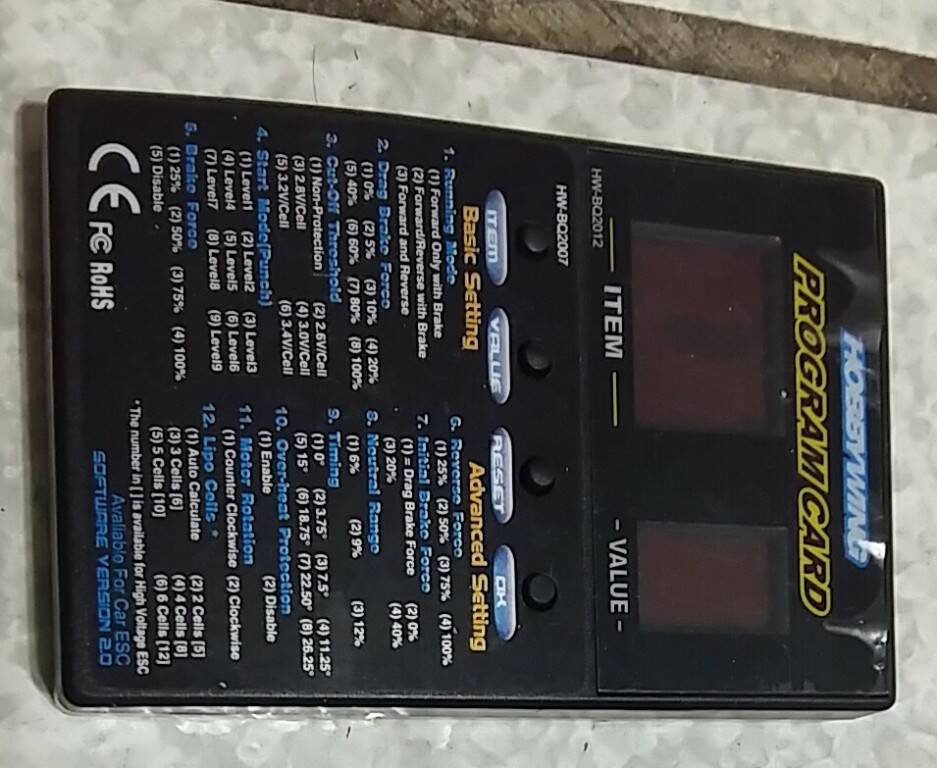 HOBBYWING
PROGRAM CARD
ITEM
- VALUE -
HW-BQ2012
HW-BQ2007
ITEM VALUE RESET OK
Basic Setting
1. Running Mode
(1) Forward Only with Brake
(2) Forward/Reverse with Brake
(3) Forward and Reverse
2. Drag Brake Force
(1) 0% (2) 5% (3) 10% (4) 20%
(5) 40% (6) 60% (7) 80% (8) 100%
3. Cut-Off Threshold
(1) Non-Protection (2) 2.6V/Cell
(3) 2.8V/Cell (4) 3.0V/Cell
(5) 3.2V/Cell (6) 3.4V/Cell
4. Start Mode(Punch)
(1) Level1 (2) Level2 (3) Level3
(4) Level4 (5) Level5 (6) Level6
(7) Level7 (8) Level8 (9) Level9
5. Brake Force
(1) 25% (2) 50% (3) 75% (4) 100%
(5) Disable
CE FC RoHS
Advanced Setting
6. Reverse Force
(1) 25% (2) 50% (3) 75% (4) 100%
7. Initial Brake Force
(1) = Drag Brake Force (2) 0%
(3) 20% (4) 40%
8. Neutral Range
(1) 6% (2) 9% (3) 12%
9. Timing
(1) 0° (2) 3.75° (3) 7.5° (4) 11.25°
(5) 15° (6) 18.75° (7) 22.50° (8) 26.25°
10. Over-heat Protection
(1) Enable (2) Disable
11. Motor Rotation
(1) Counter Clockwise (2) Clockwise
12. Lipo Cells *
(1) Auto Calculate (2) 2 Cells [5]
(3) 3 Cells [6] (4) 4 Cells [8]
(5) 5 Cells [10] (6) 6 Cells [12]
*The number in [ ] is available for High Voltage ESC
Available For Car ESC
SOFTWARE VERSION 2.0